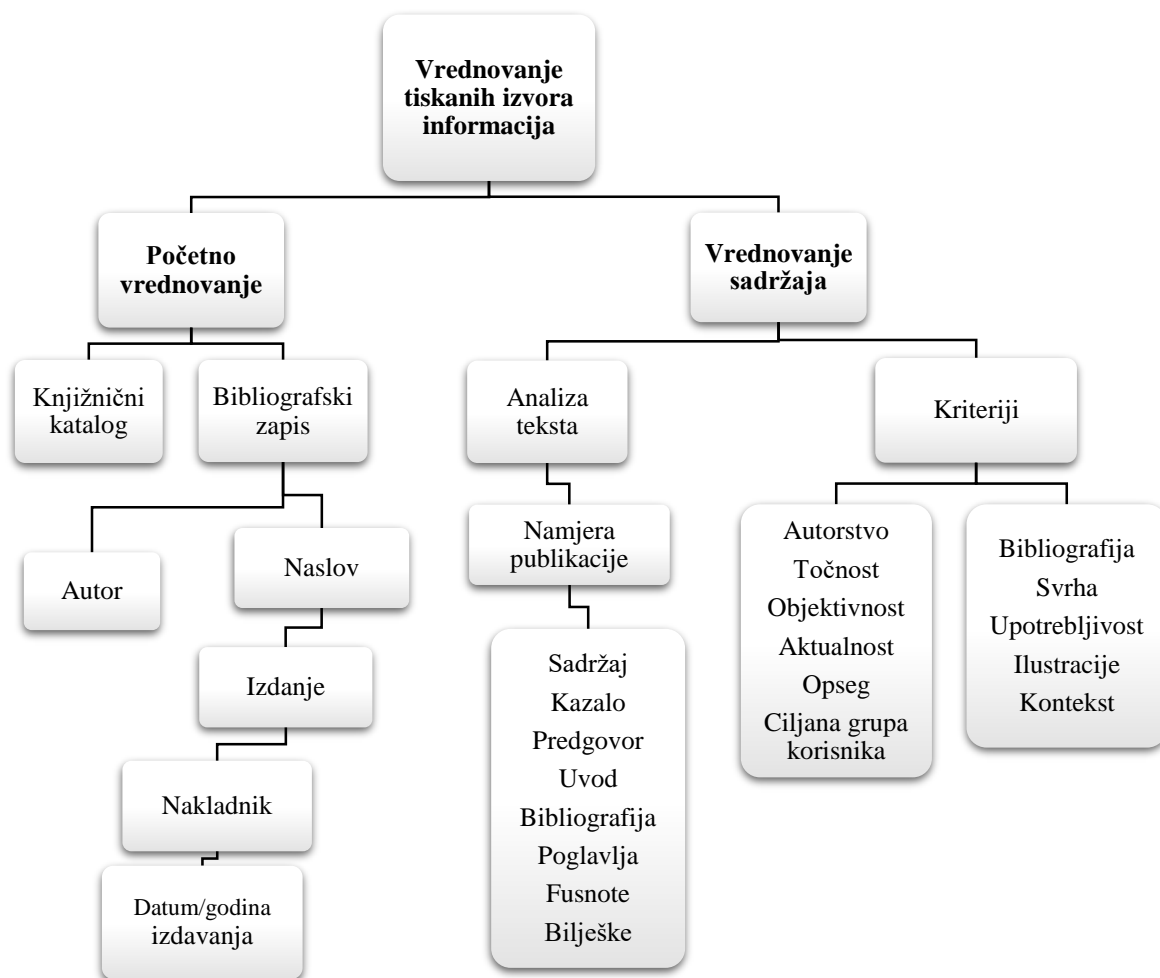 Vrednovanje
tiskanih izvora
informacija
Početno
vrednovanje
Vrednovanje
sadržaja
Knjižnični
katalog
Bibliografski
zapis
Analiza
teksta
Kriteriji
Autor
Naslov
Izdanje
Nakladnik
Datum/godina
izdavanja
Namjera
publikacije
Sadržaj
Kazalo
Predgovor
Uvod
Bibliografija
Poglavlja
Fusnote
Bilješke
Autorstvo
Točnost
Objektivnost
Aktualnost
Opseg
Ciljana grupa
korisnika
Bibliografija
Svrha
Upotrebljivost
Ilustracije
Kontekst